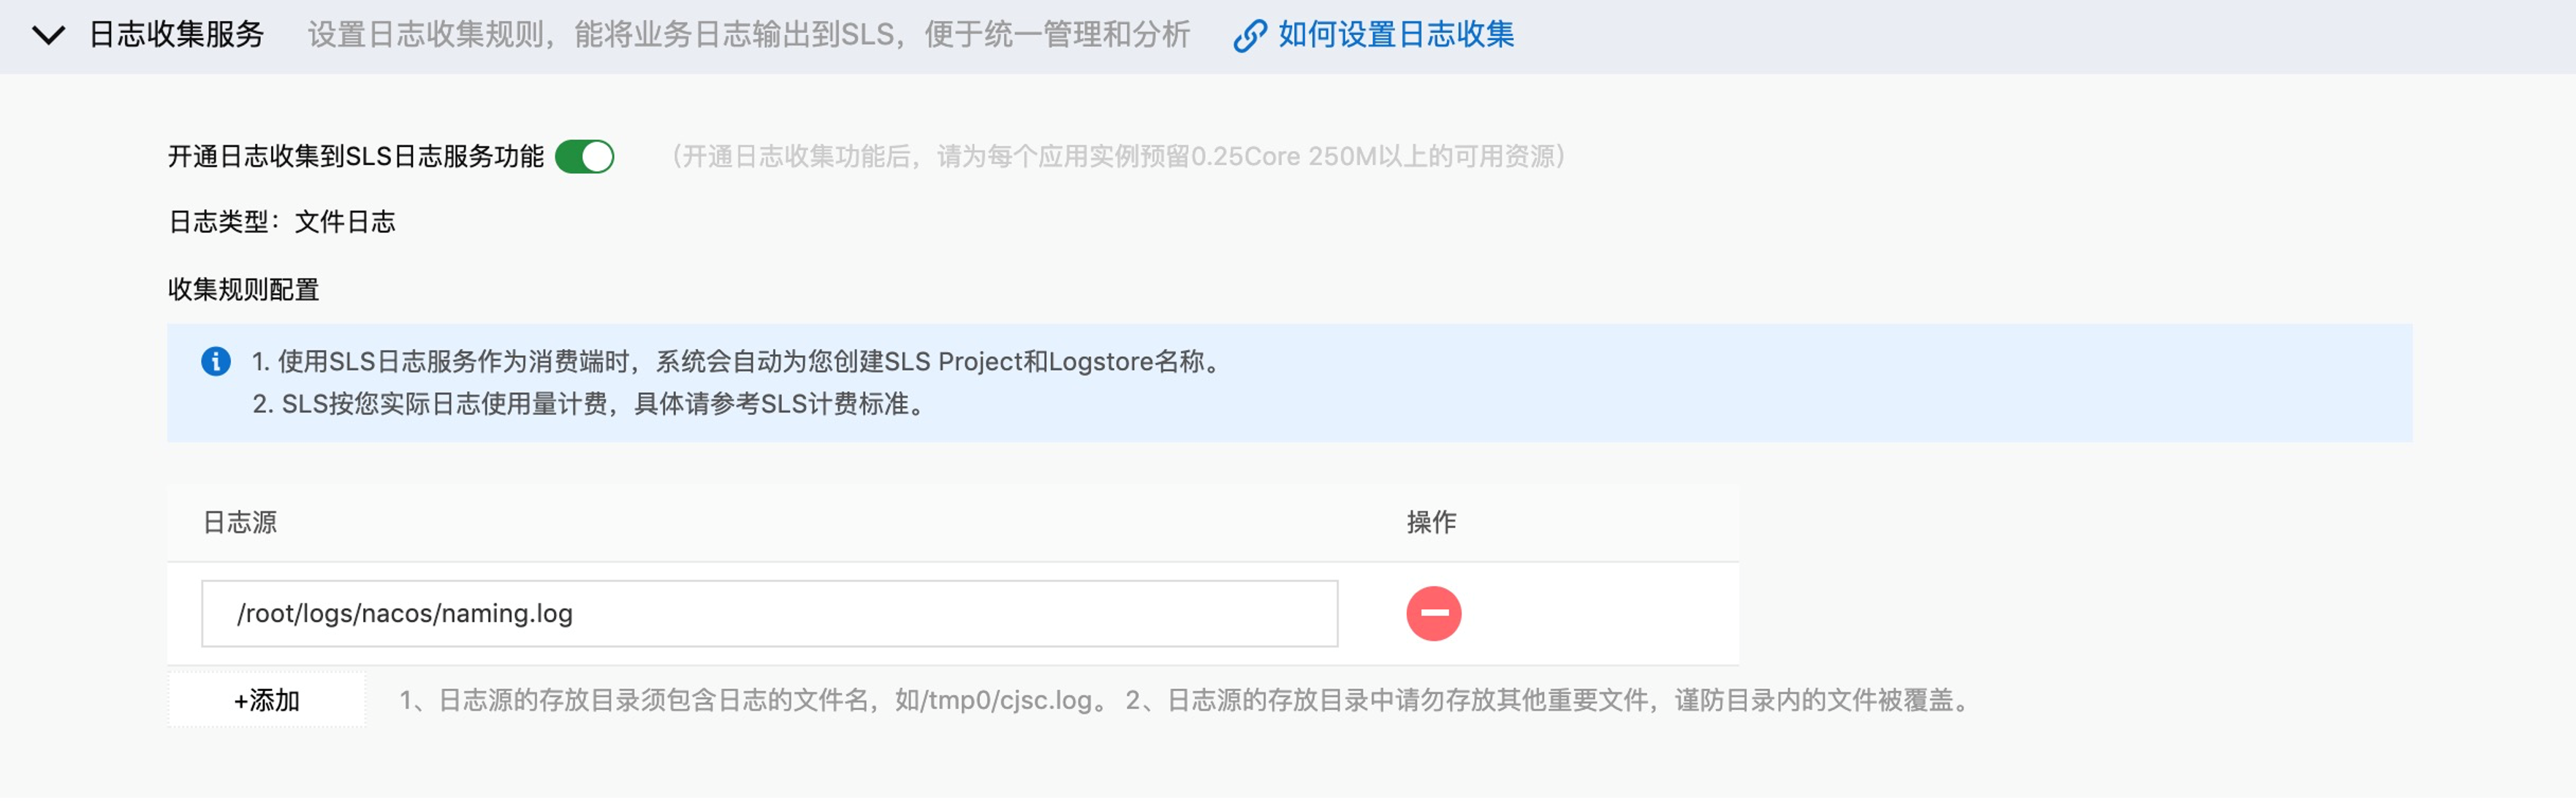 日志收集服务 设置日志收集规则，能将业务日志输出到SLS，便于统一管理和分析 如何设置日志收集
开通日志收集到SLS日志服务功能 （开通日志收集功能后，请为每个应用实例预留0.25Core 250M以上的可用资源）
日志类型：文件日志
收集规则配置
1. 使用SLS日志服务作为消费端时，系统会自动为您创建SLS Project和Logstore名称。
2. SLS按您实际日志使用量计费，具体请参考SLS计费标准。
日志源 操作
/root/logs/nacos/naming.log
+添加 1、日志源的存放目录须包含日志的文件名，如/tmp0/cjsc.log。 2、日志源的存放目录中请勿存放其他重要文件，谨防目录内的文件被覆盖。